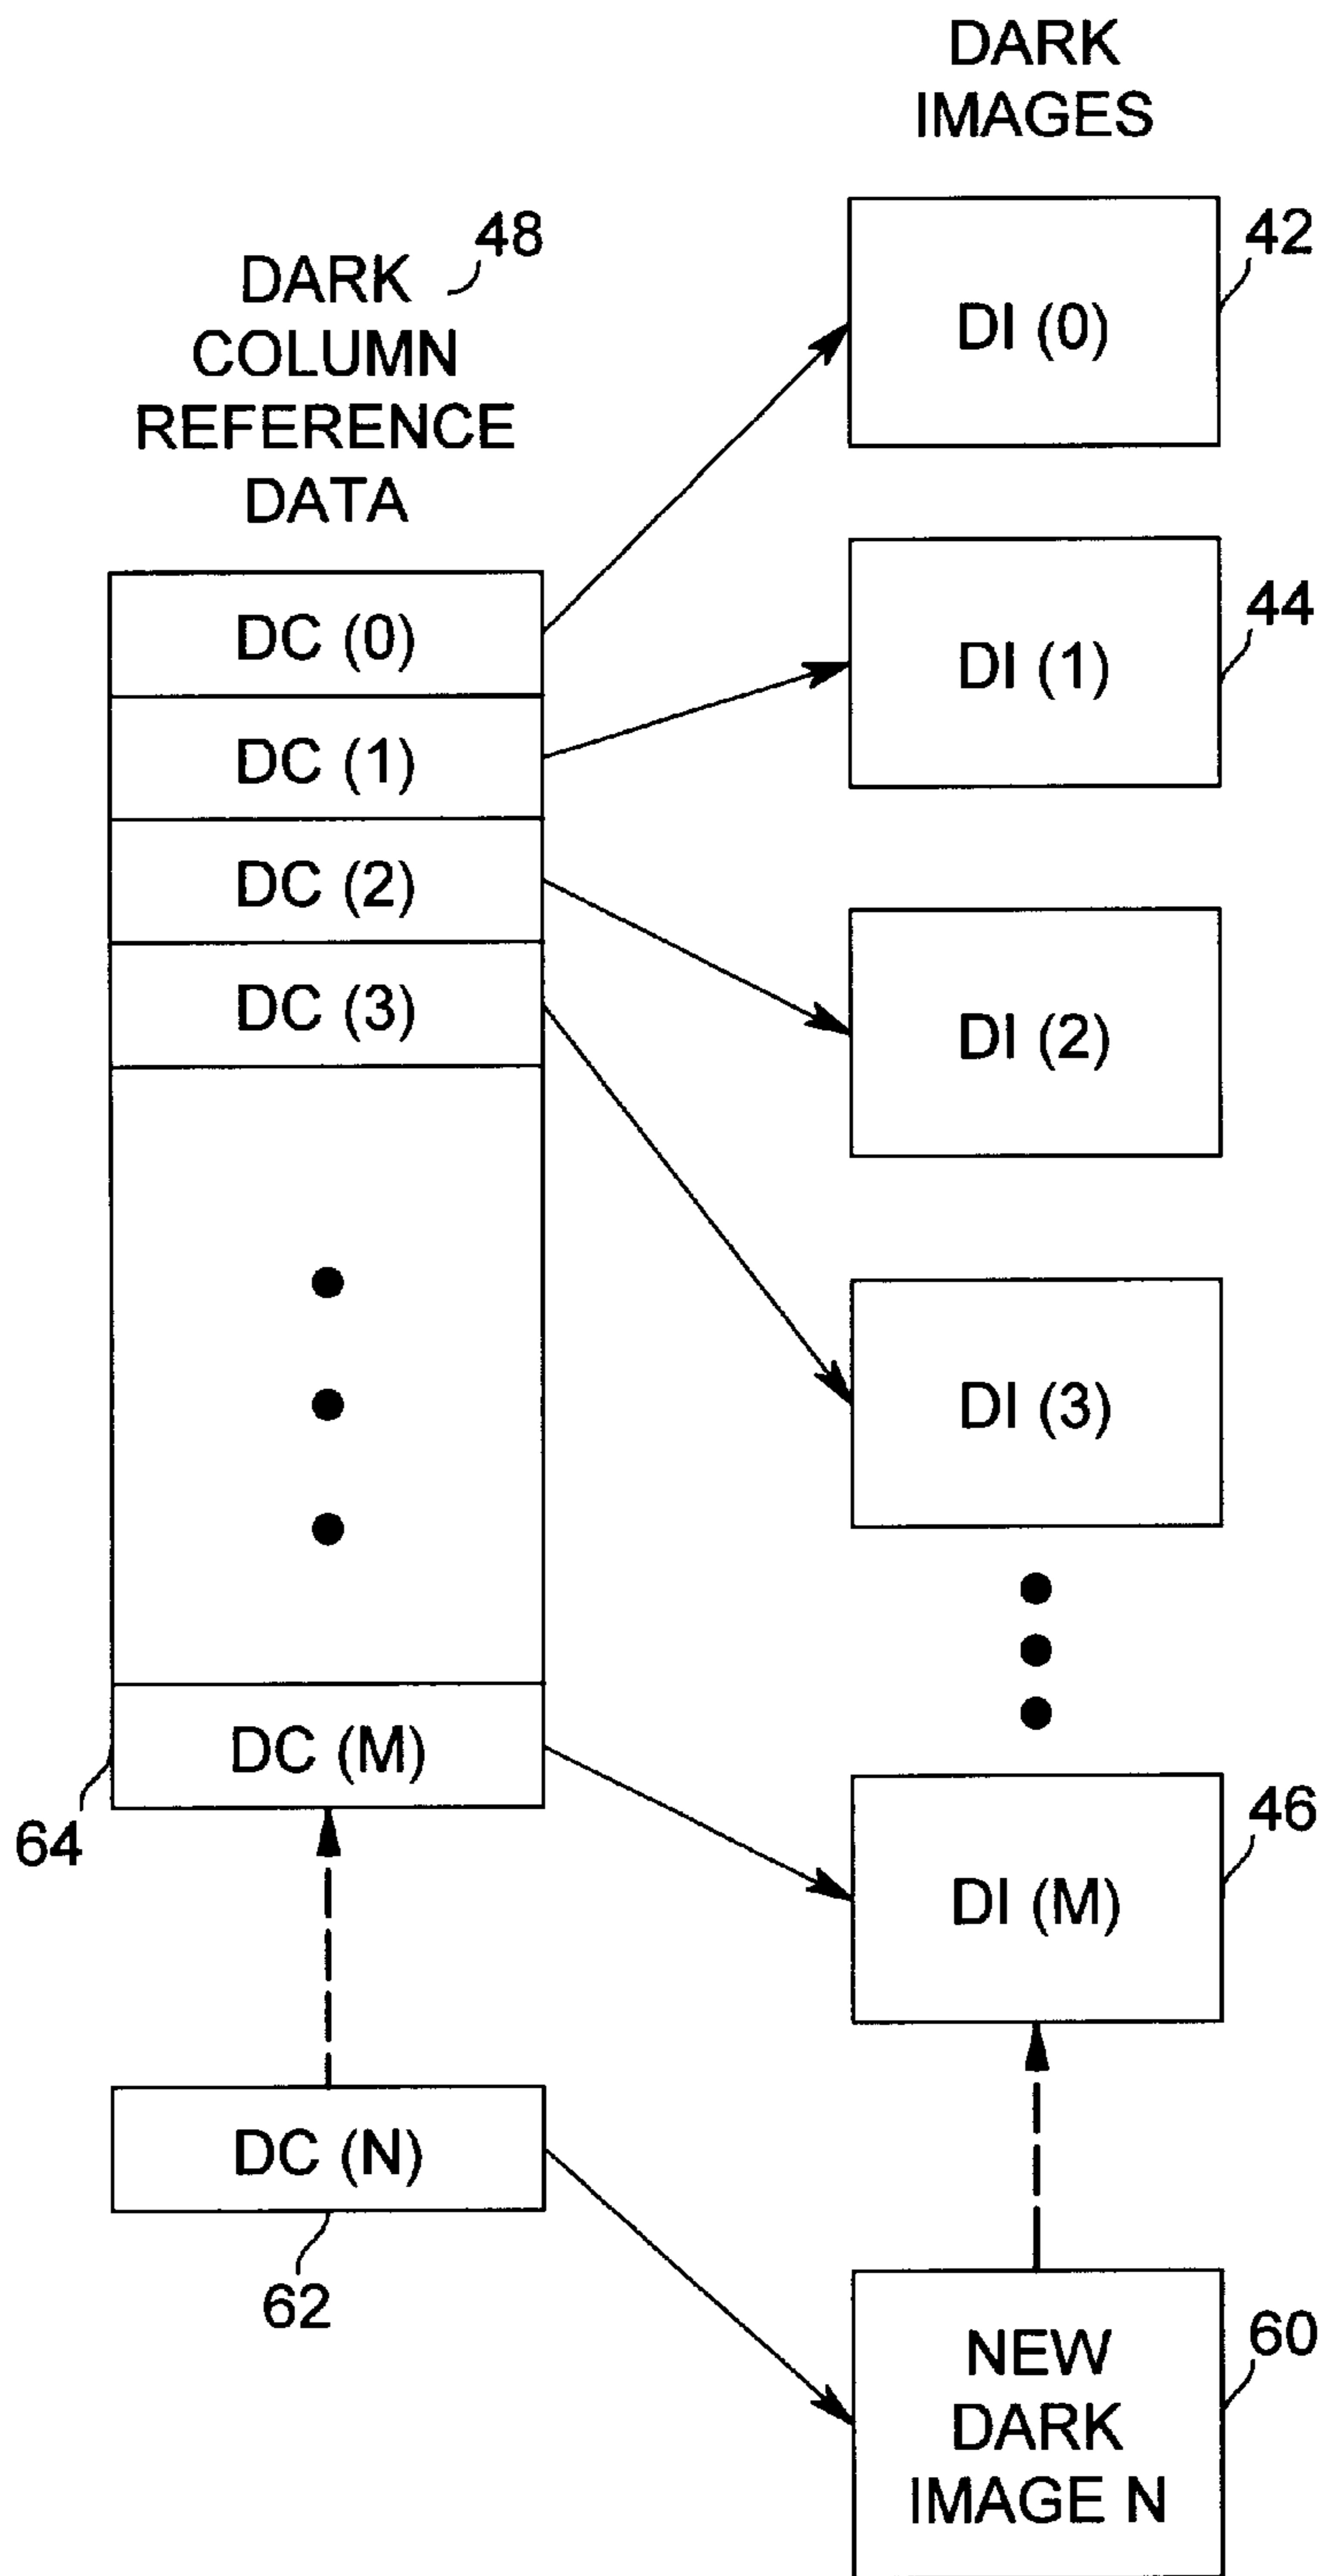 DARK
IMAGES
48
DARK
COLUMN
REFERENCE
DATA
DC (0)
DC (1)
DC (2)
DC (3)
DC (M)
64
DC (N)
62
DI (0)
42
DI (1)
44
DI (2)
DI (3)
DI (M)
46
NEW
DARK
IMAGE N
60